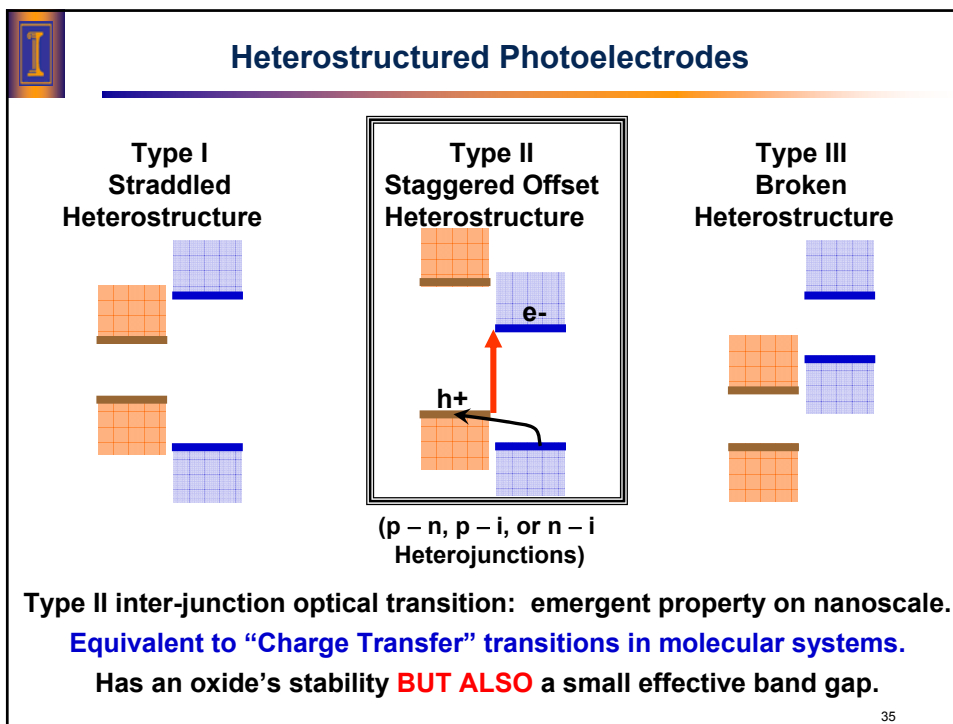 I
Heterostructured Photoelectrodes
Type I
Straddled
Heterostructure
Type II
Staggered Offset
Heterostructure
Type III
Broken
Heterostructure
e-
h+
(p – n, p – i, or n – i
Heterojunctions)
Type II inter-junction optical transition: emergent property on nanoscale.
Equivalent to “Charge Transfer” transitions in molecular systems.
Has an oxide’s stability BUT ALSO a small effective band gap.
35